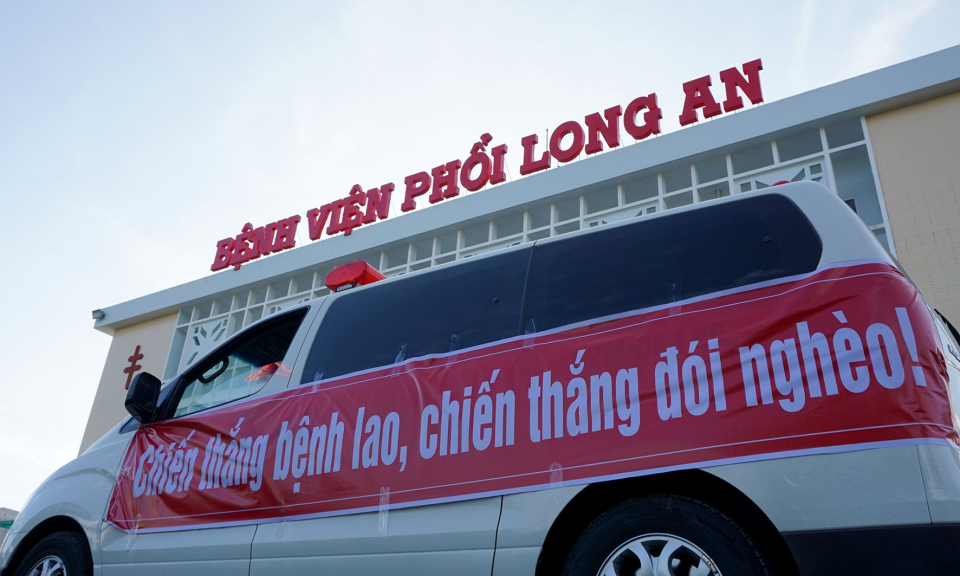 BỆNH VIỆN PHỔI LONG AN
Chiến thắng bệnh lao, chiến thắng đói nghèo!